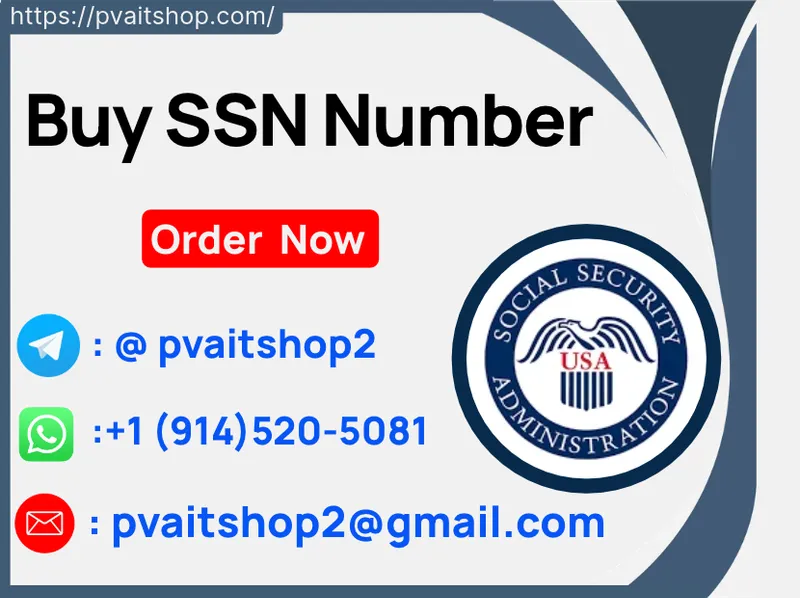 https://pvaitshop.com/
Buy SSN Number
Order Now
: @ pvaitshop2
:+1 (914)520-5081
: pvaitshop2@gmail.com
SOCIAL SECURITY
USA
ADMINISTRATION